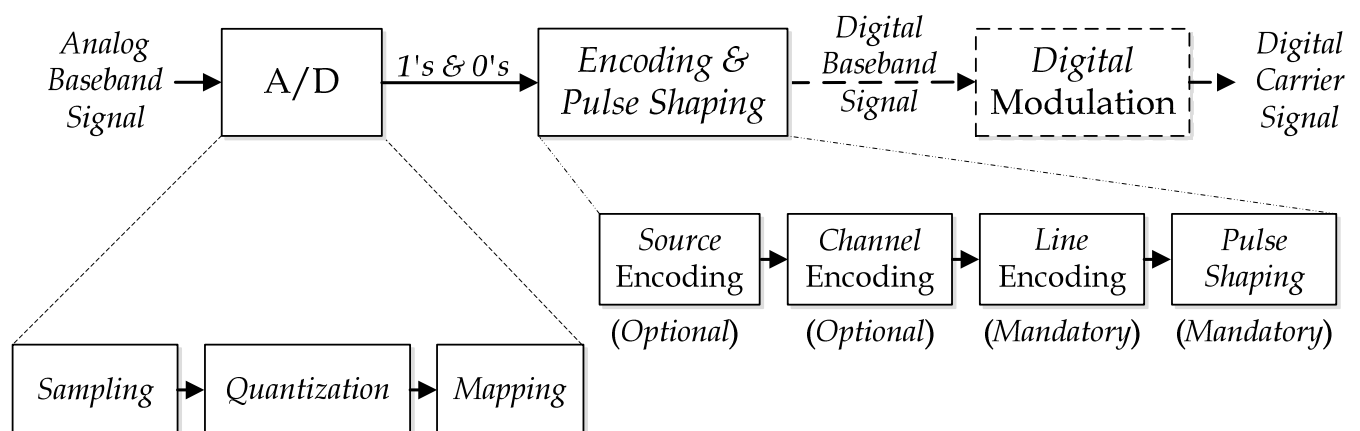 Analog
Baseband
Signal
A/D
1's & 0's
Encoding &
Pulse Shaping
Digital
Baseband
Signal
Digital
Modulation
Digital
Carrier
Signal
Source
Encoding
(Optional)
Channel
Encoding
(Optional)
Line
Encoding
(Mandatory)
Pulse
Shaping
(Mandatory)
Sampling
Quantization
Mapping